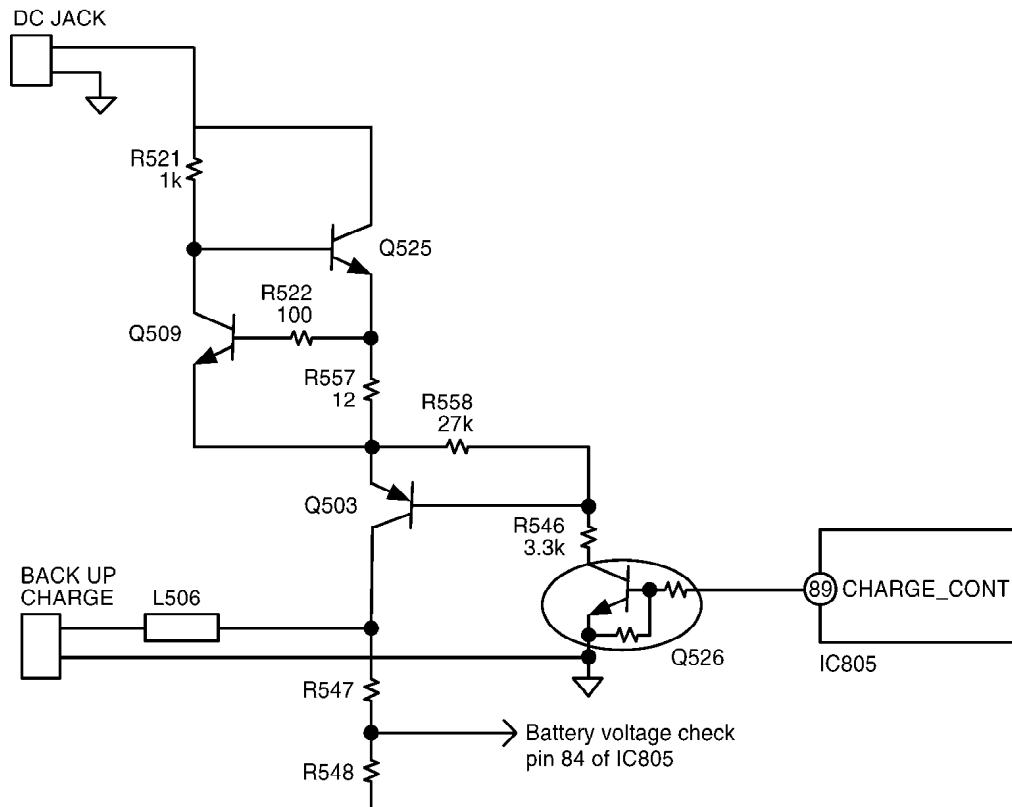 DC JACK
R521
1k
Q525
R522
100
Q509
R557
12
R558
27k
Q503
R546
3.3k
BACK UP
CHARGE
L506
89 CHARGE_CONT
Q526
IC805
R547
Battery voltage check
pin 84 of IC805
R548